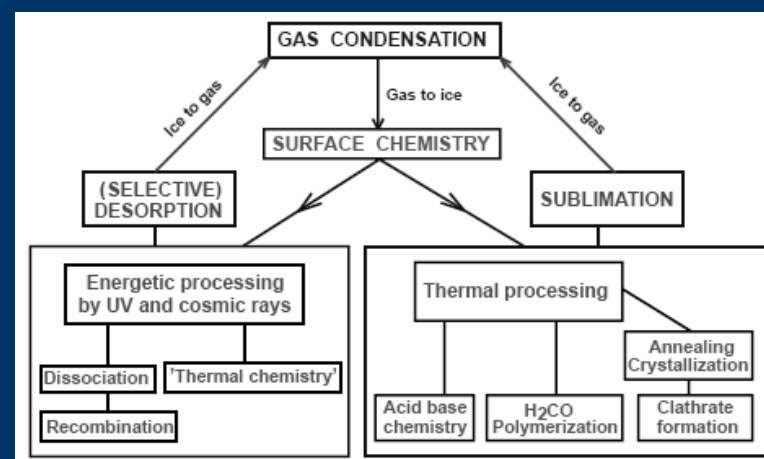 GAS CONDENSATION
Ice to gas
Gas to ice
Ice to gas
SURFACE CHEMISTRY
(SELECTIVE)
DESORPTION
SUBLIMATION
Energetic processing
by UV and cosmic rays
Dissociation
'Thermal chemistry'
Recombination
Thermal processing
Annealing
Crystallization
Acid base
chemistry
H2CO
Polymerization
Clathrate
formation